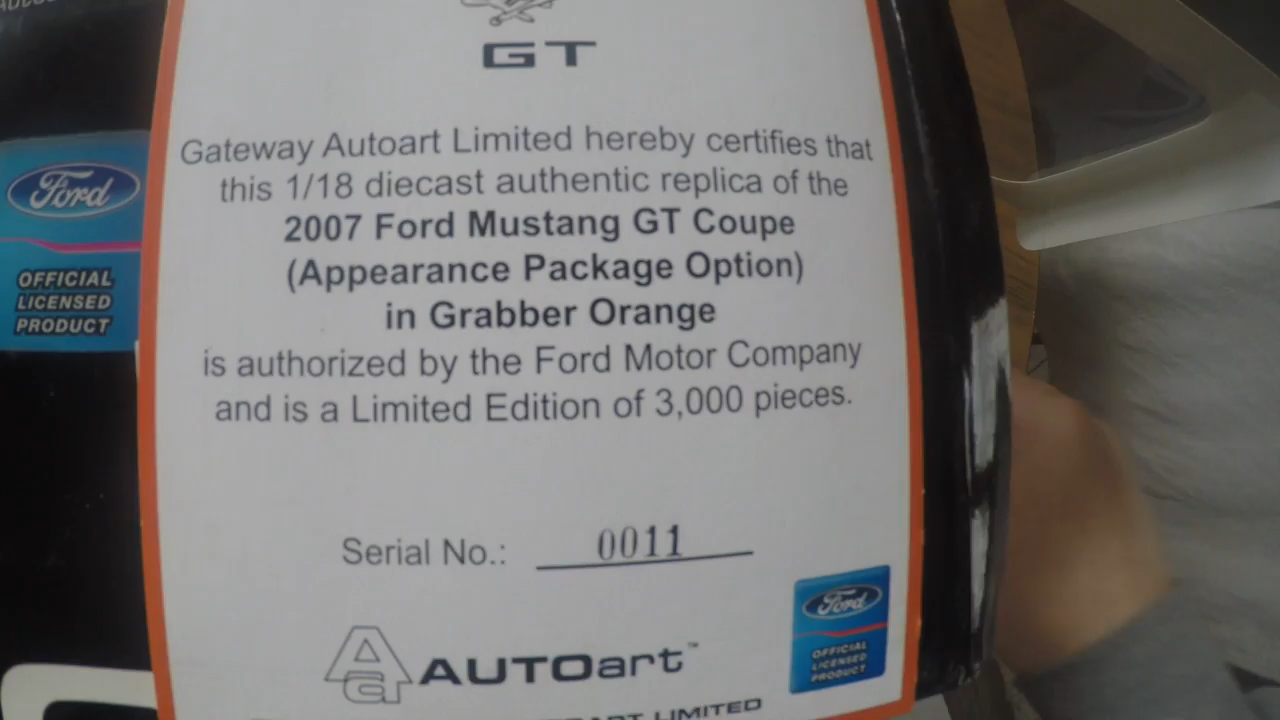 GT
Gateway Autoart Limited hereby certifies that
this 1/18 diecast authentic replica of the
2007 Ford Mustang GT Coupe
(Appearance Package Option)
in Grabber Orange
is authorized by the Ford Motor Company
and is a Limited Edition of 3,000 pieces.
Serial No.: 0011
AUTOart™
LIMITED
Ford
OFFICIAL
LICENSED
PRODUCT
Ford
OFFICIAL
LICENSED
PRODUCT